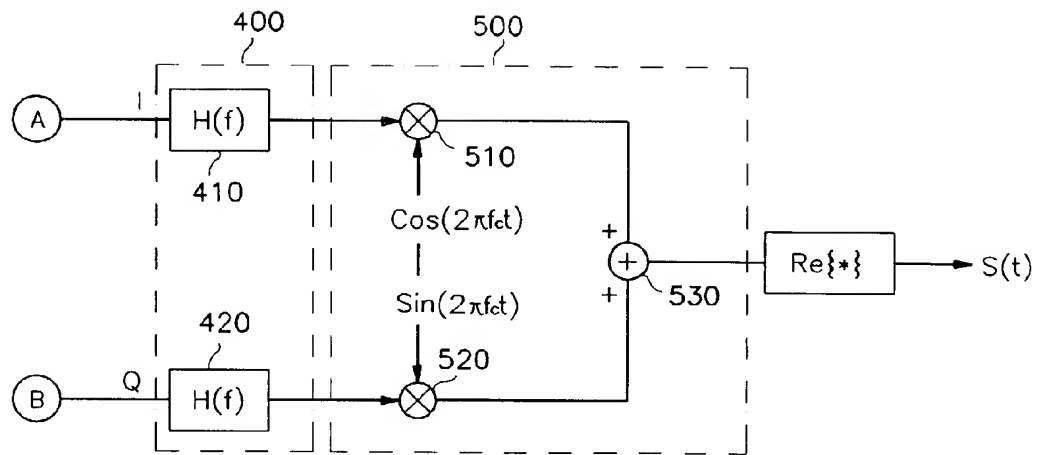 400
500
A
I
H(f)
410
510
Cos(2πfct)
+
+
530
Re{*}
S(t)
+
Sin(2πfct)
420
520
B
Q
H(f)